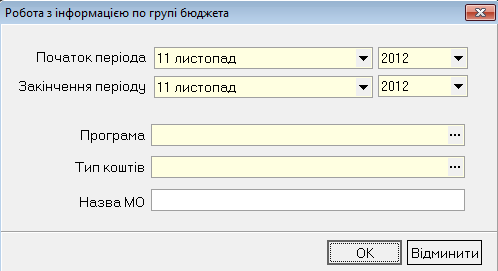 Робота з інформацією по групі бюджета
Початок періода 11 листопад 2012
Закінчення періоду 11 листопад 2012
Програма ...
Тип коштів ...
Назва МО
OK Відминити